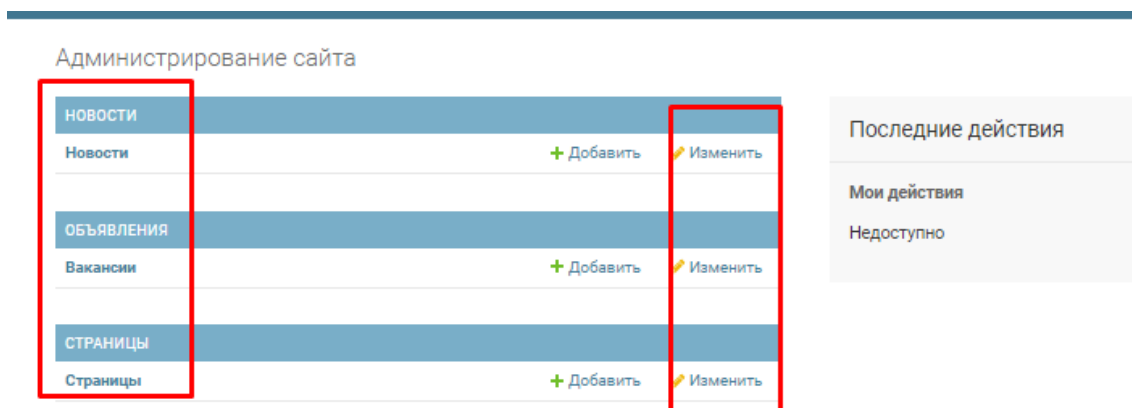 Администрирование сайта
НОВОСТИ
Новости Добавить Изменить
ОБЪЯВЛЕНИЯ
Вакансии Добавить Изменить
СТРАНИЦЫ
Страницы Добавить Изменить
Последние действия
Мои действия
Недоступно